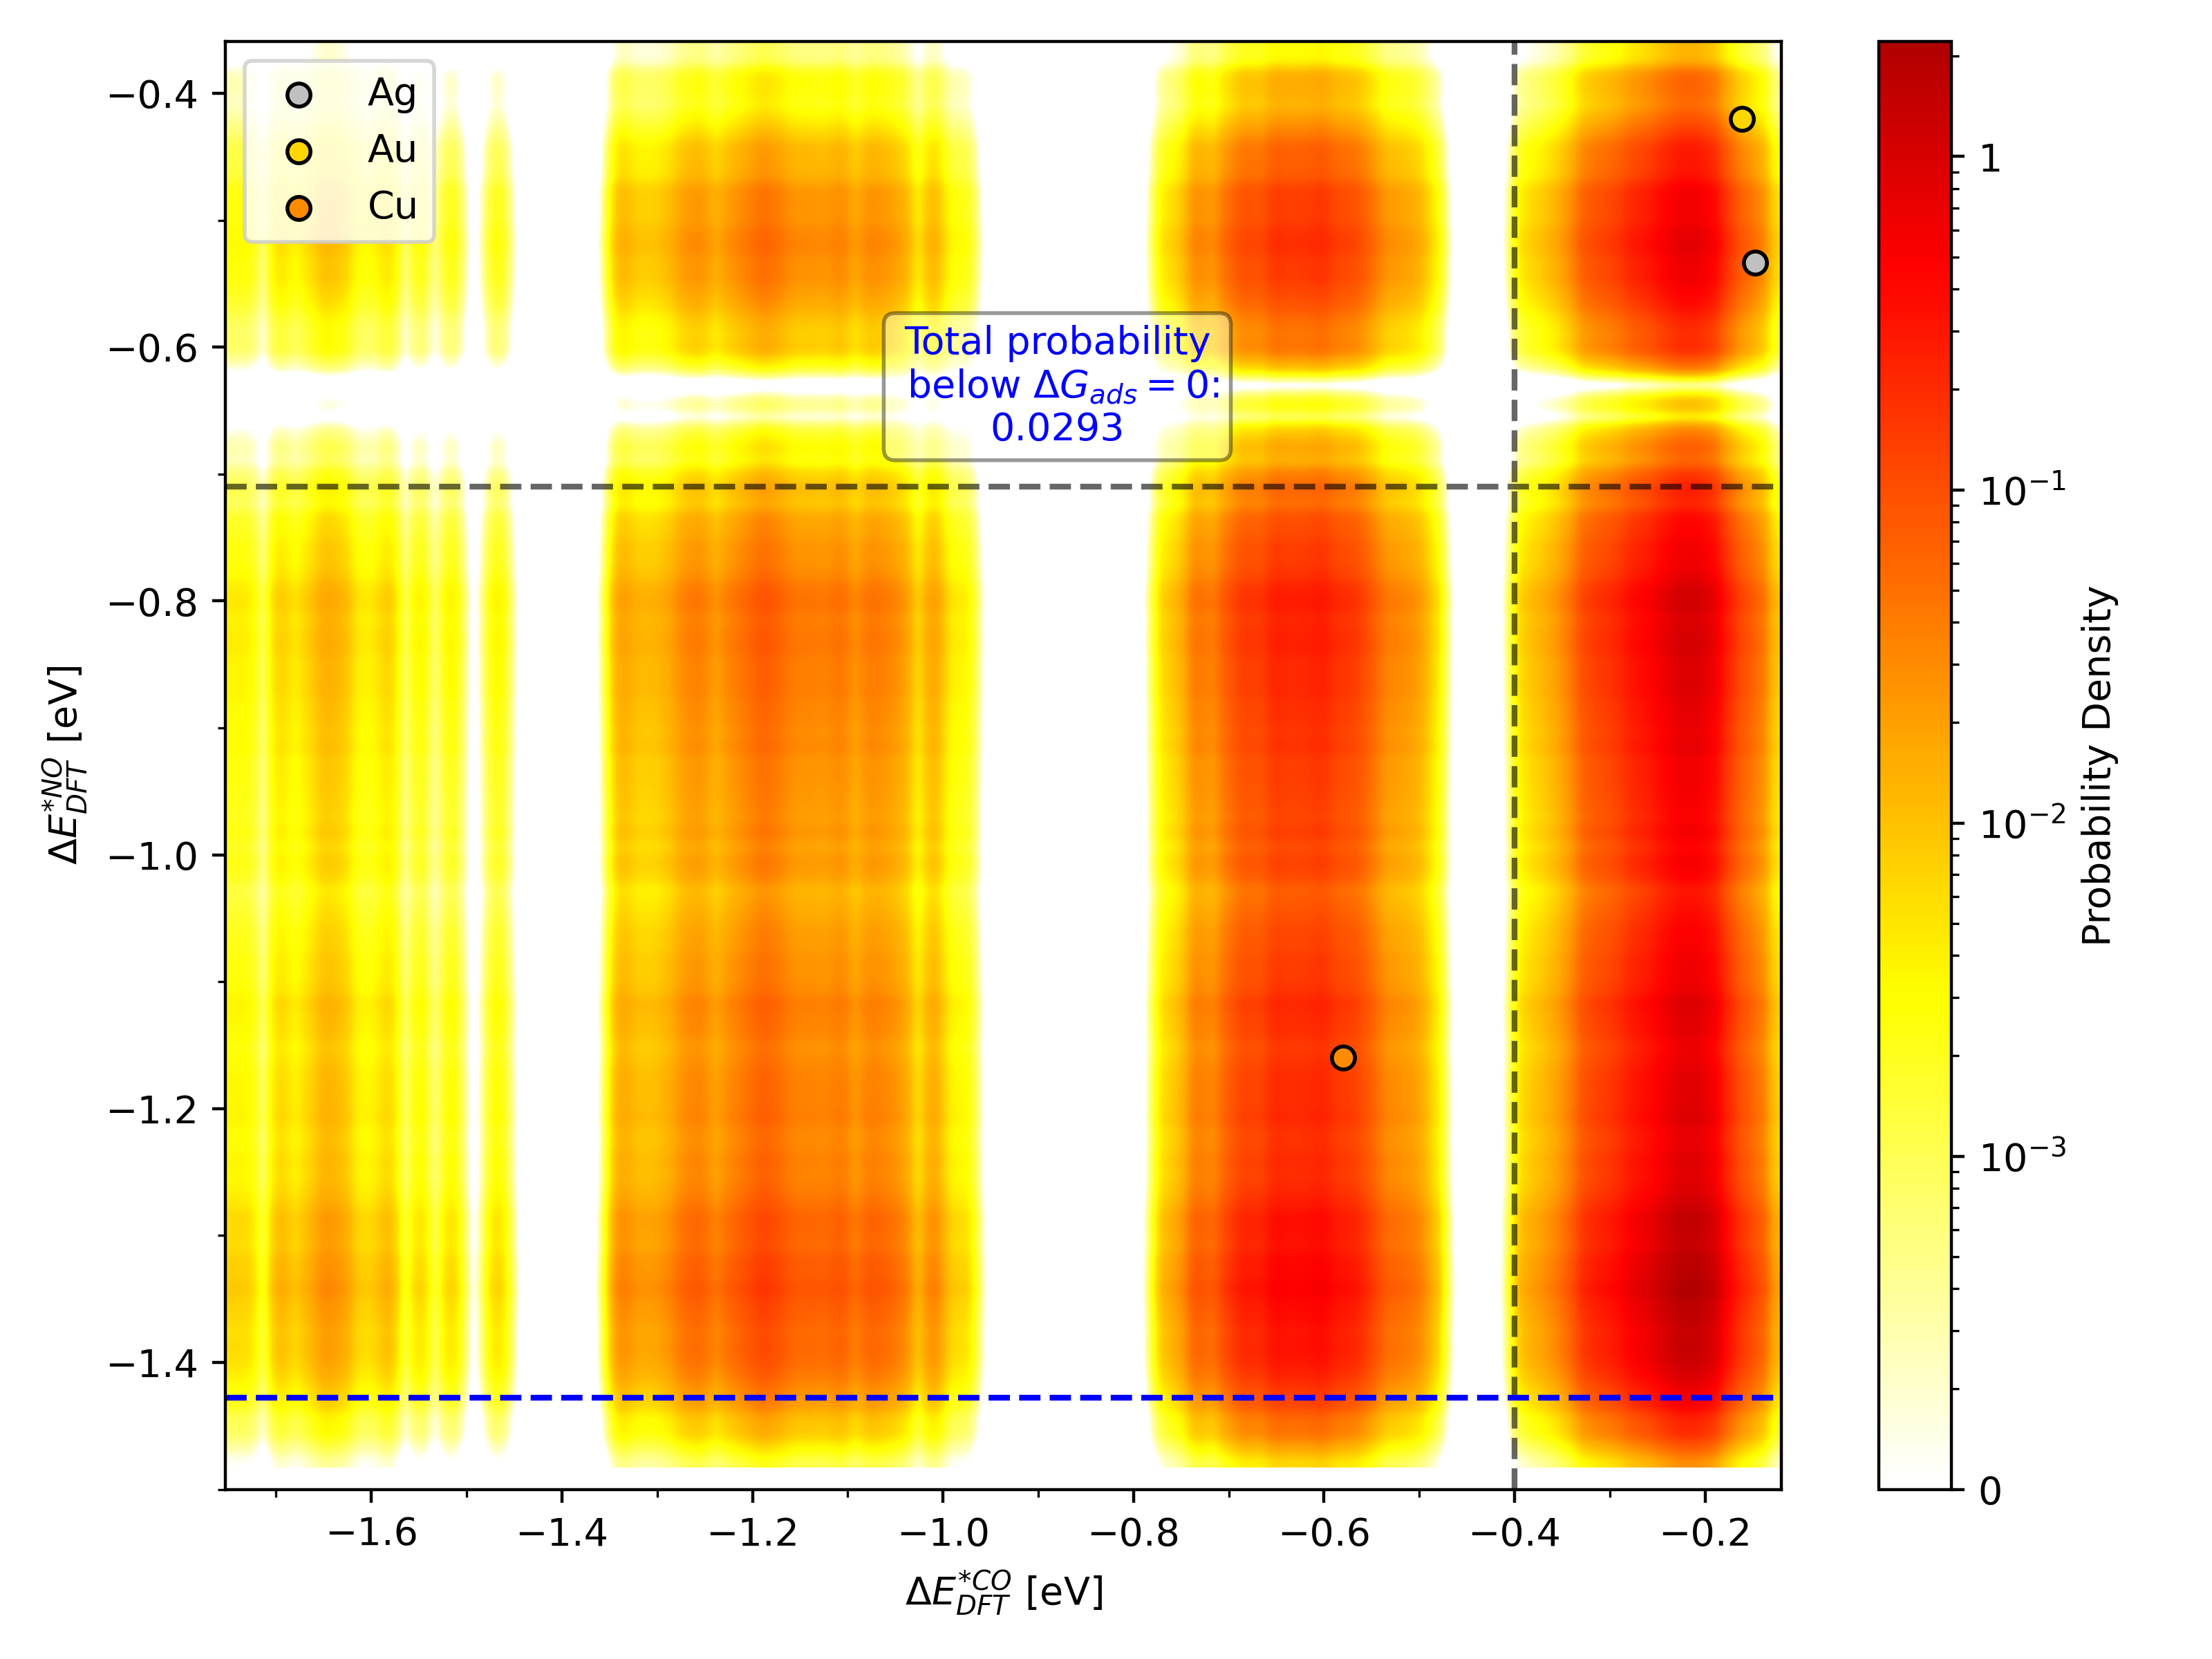 Ag
Au
Cu
Total probability
below ΔG_ads = 0:
0.0293
−0.4
−0.6
−0.8
−1.0
−1.2
−1.4
ΔE^{*NO}_{DFT} [eV]
−1.6 −1.4 −1.2 −1.0 −0.8 −0.6 −0.4 −0.2
ΔE^{*CO}_{DFT} [eV]
1
10^{−1}
10^{−2}
10^{−3}
0
Probability Density